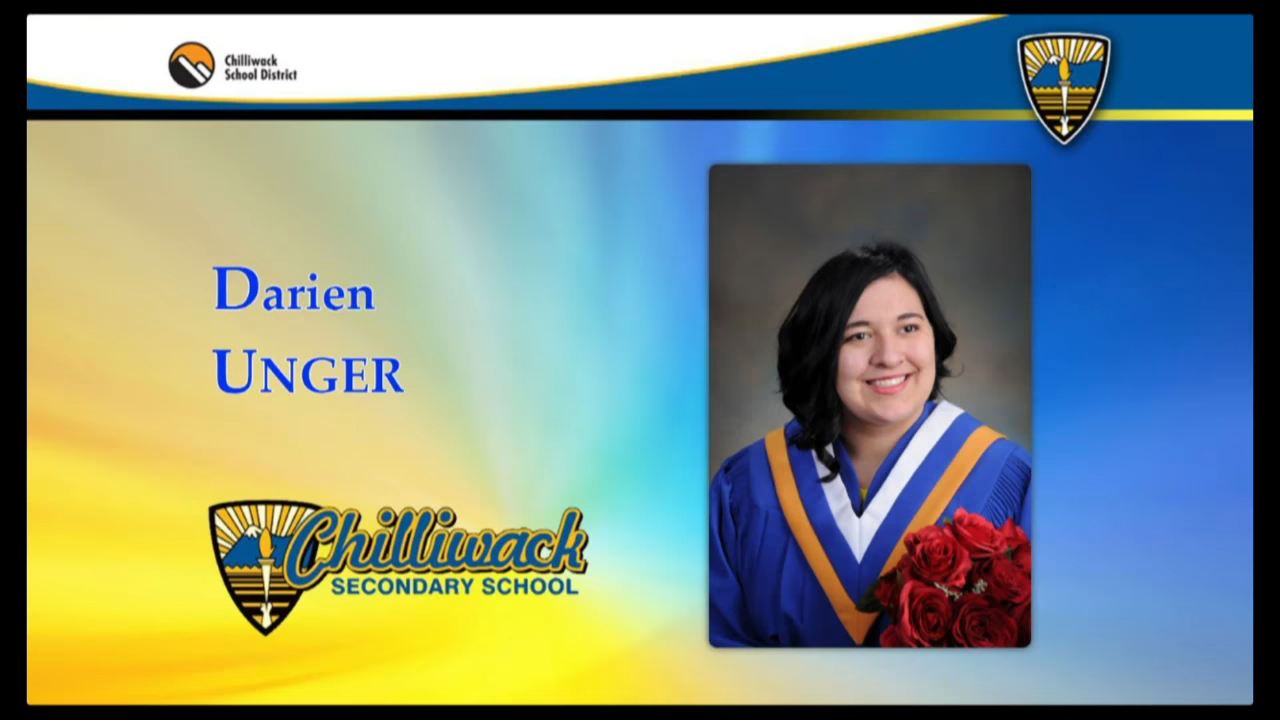 Chilliwack
School District
Darien
UNGER
Chilliwack
SECONDARY SCHOOL